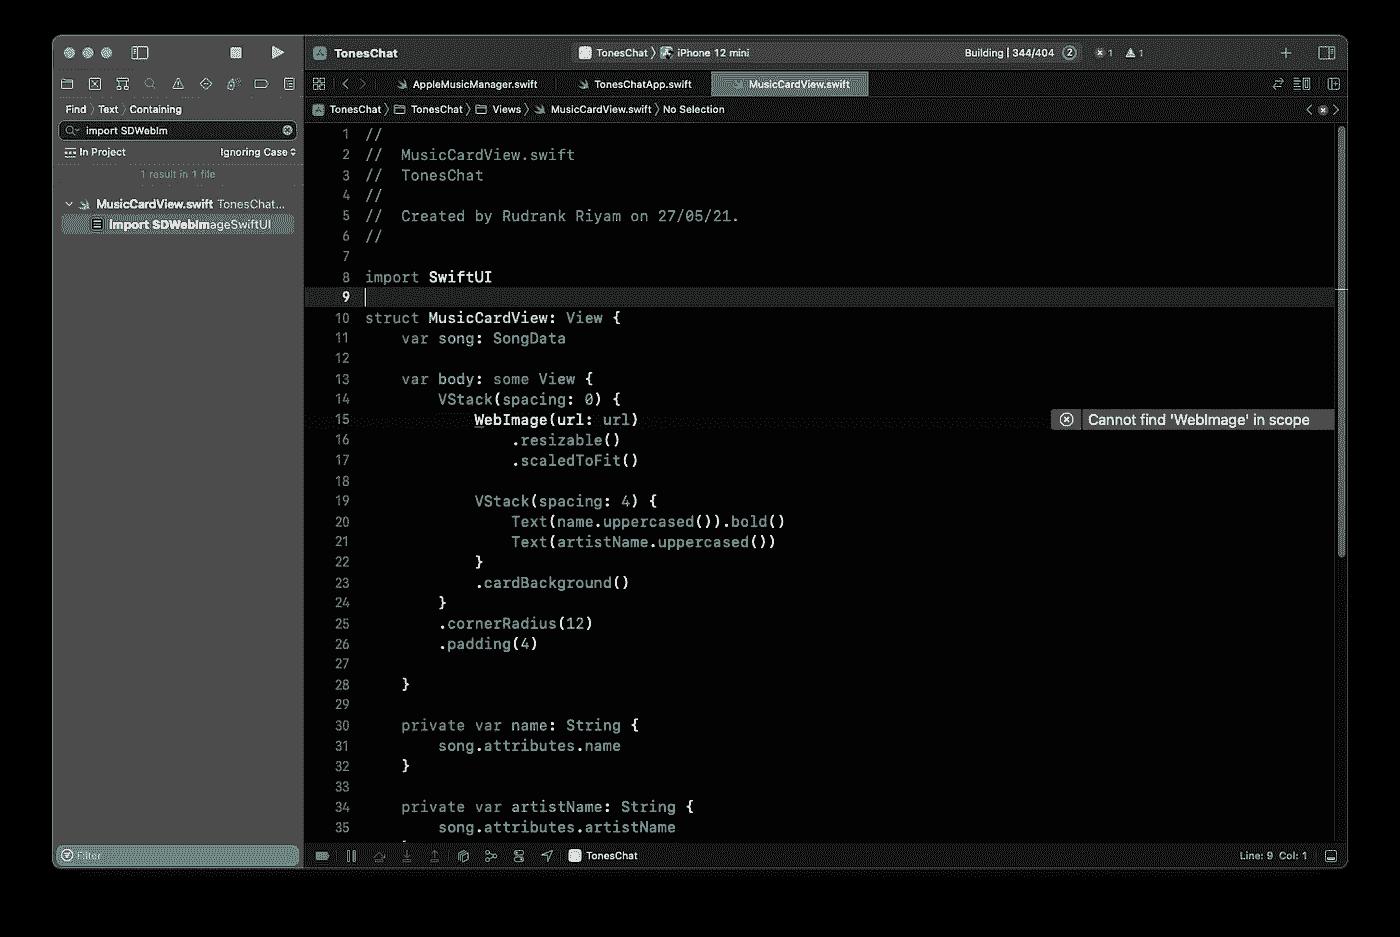 TonesChat
TonesChat 〉 iPhone 12 mini
Building | 344/404 2 1 1
AppleMusicManager.swift
TonesChatApp.swift
MusicCardView.swift
Find 〉 Text 〉 Containing
TonesChat 〉 TonesChat 〉 Views 〉 MusicCardView.swift 〉 No Selection
import SDWebIm
In Project Ignoring Case
1 result in 1 file
MusicCardView.swift TonesChat...
import SDWebImageSwiftUI
1 //
2 //  MusicCardView.swift
3 //  TonesChat
4 //
5 //  Created by Rudrank Riyam on 27/05/21.
6 //
7
8 import SwiftUI
9
10 struct MusicCardView: View {
11     var song: SongData
12
13     var body: some View {
14         VStack(spacing: 0) {
15             WebImage(url: url) Cannot find 'WebImage' in scope
16                 .resizable()
17                 .scaledToFit()
18
19             VStack(spacing: 4) {
20                 Text(name.uppercased()).bold()
21                 Text(artistName.uppercased())
22             }
23             .cardBackground()
24         }
25         .cornerRadius(12)
26         .padding(4)
27
28     }
29
30     private var name: String {
31         song.attributes.name
32     }
33
34     private var artistName: String {
35         song.attributes.artistName
Filter
TonesChat
Line: 9 Col: 1